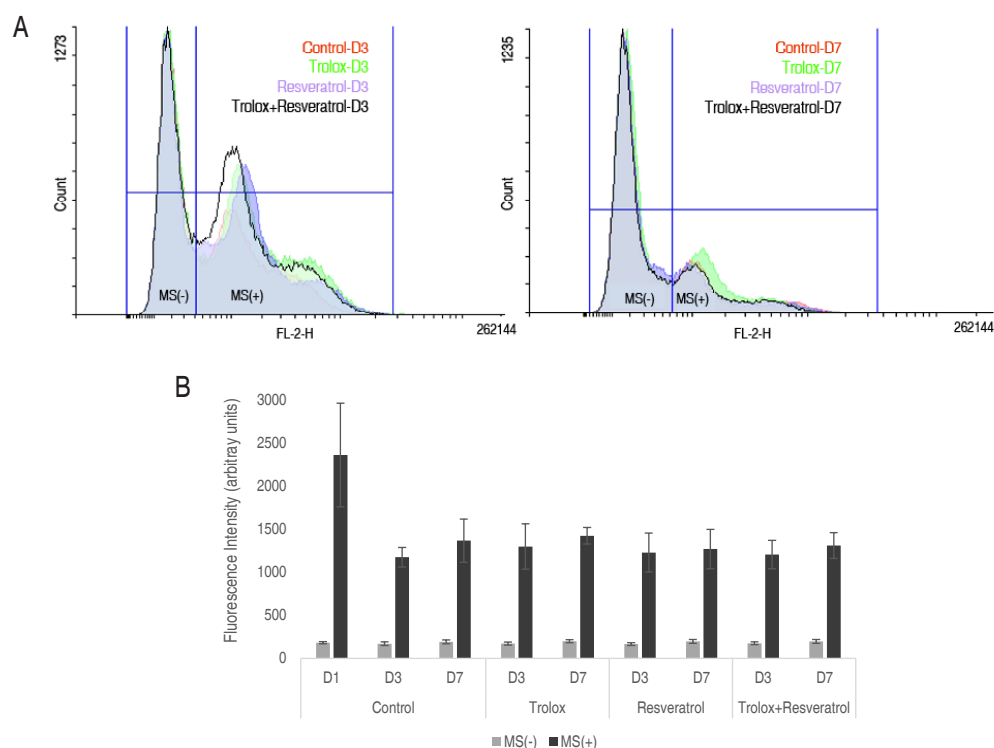 A
1273
Count
Control-D3
Trolox-D3
Resveratrol-D3
Trolox+Resveratrol-D3
MS(-)
MS(+)
FL-2-H
262144
1235
Count
Control-D7
Trolox-D7
Resveratrol-D7
Trolox+Resveratrol-D7
MS(-)
MS(+)
FL-2-H
262144
B
Fluorescence Intensity (arbitray units)
3000
2500
2000
1500
1000
500
0
D1 D3 D7 D3 D7 D3 D7 D3 D7
Control Trolox Resveratrol Trolox+Resveratrol
MS(-) MS(+)